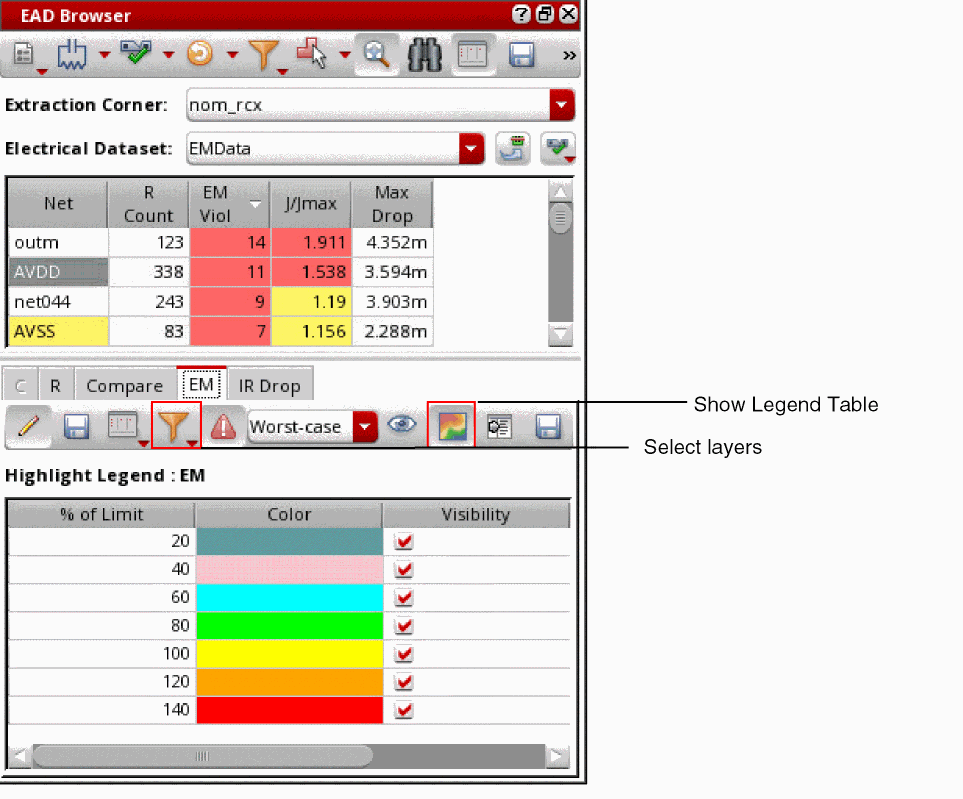 EAD Browser
»
Extraction Corner: nom_rcx
Electrical Dataset: EMData
Net R Count EM Viol J/Jmax Max Drop
outm 123 14 1.911 4.352m
AVDD 338 11 1.538 3.594m
net044 243 9 1.19 3.903m
AVSS 83 7 1.156 2.288m
C R Compare EM IR Drop
Worst-case
Show Legend Table
Select layers
Highlight Legend : EM
% of Limit Color Visibility
20
40
60
80
100
120
140